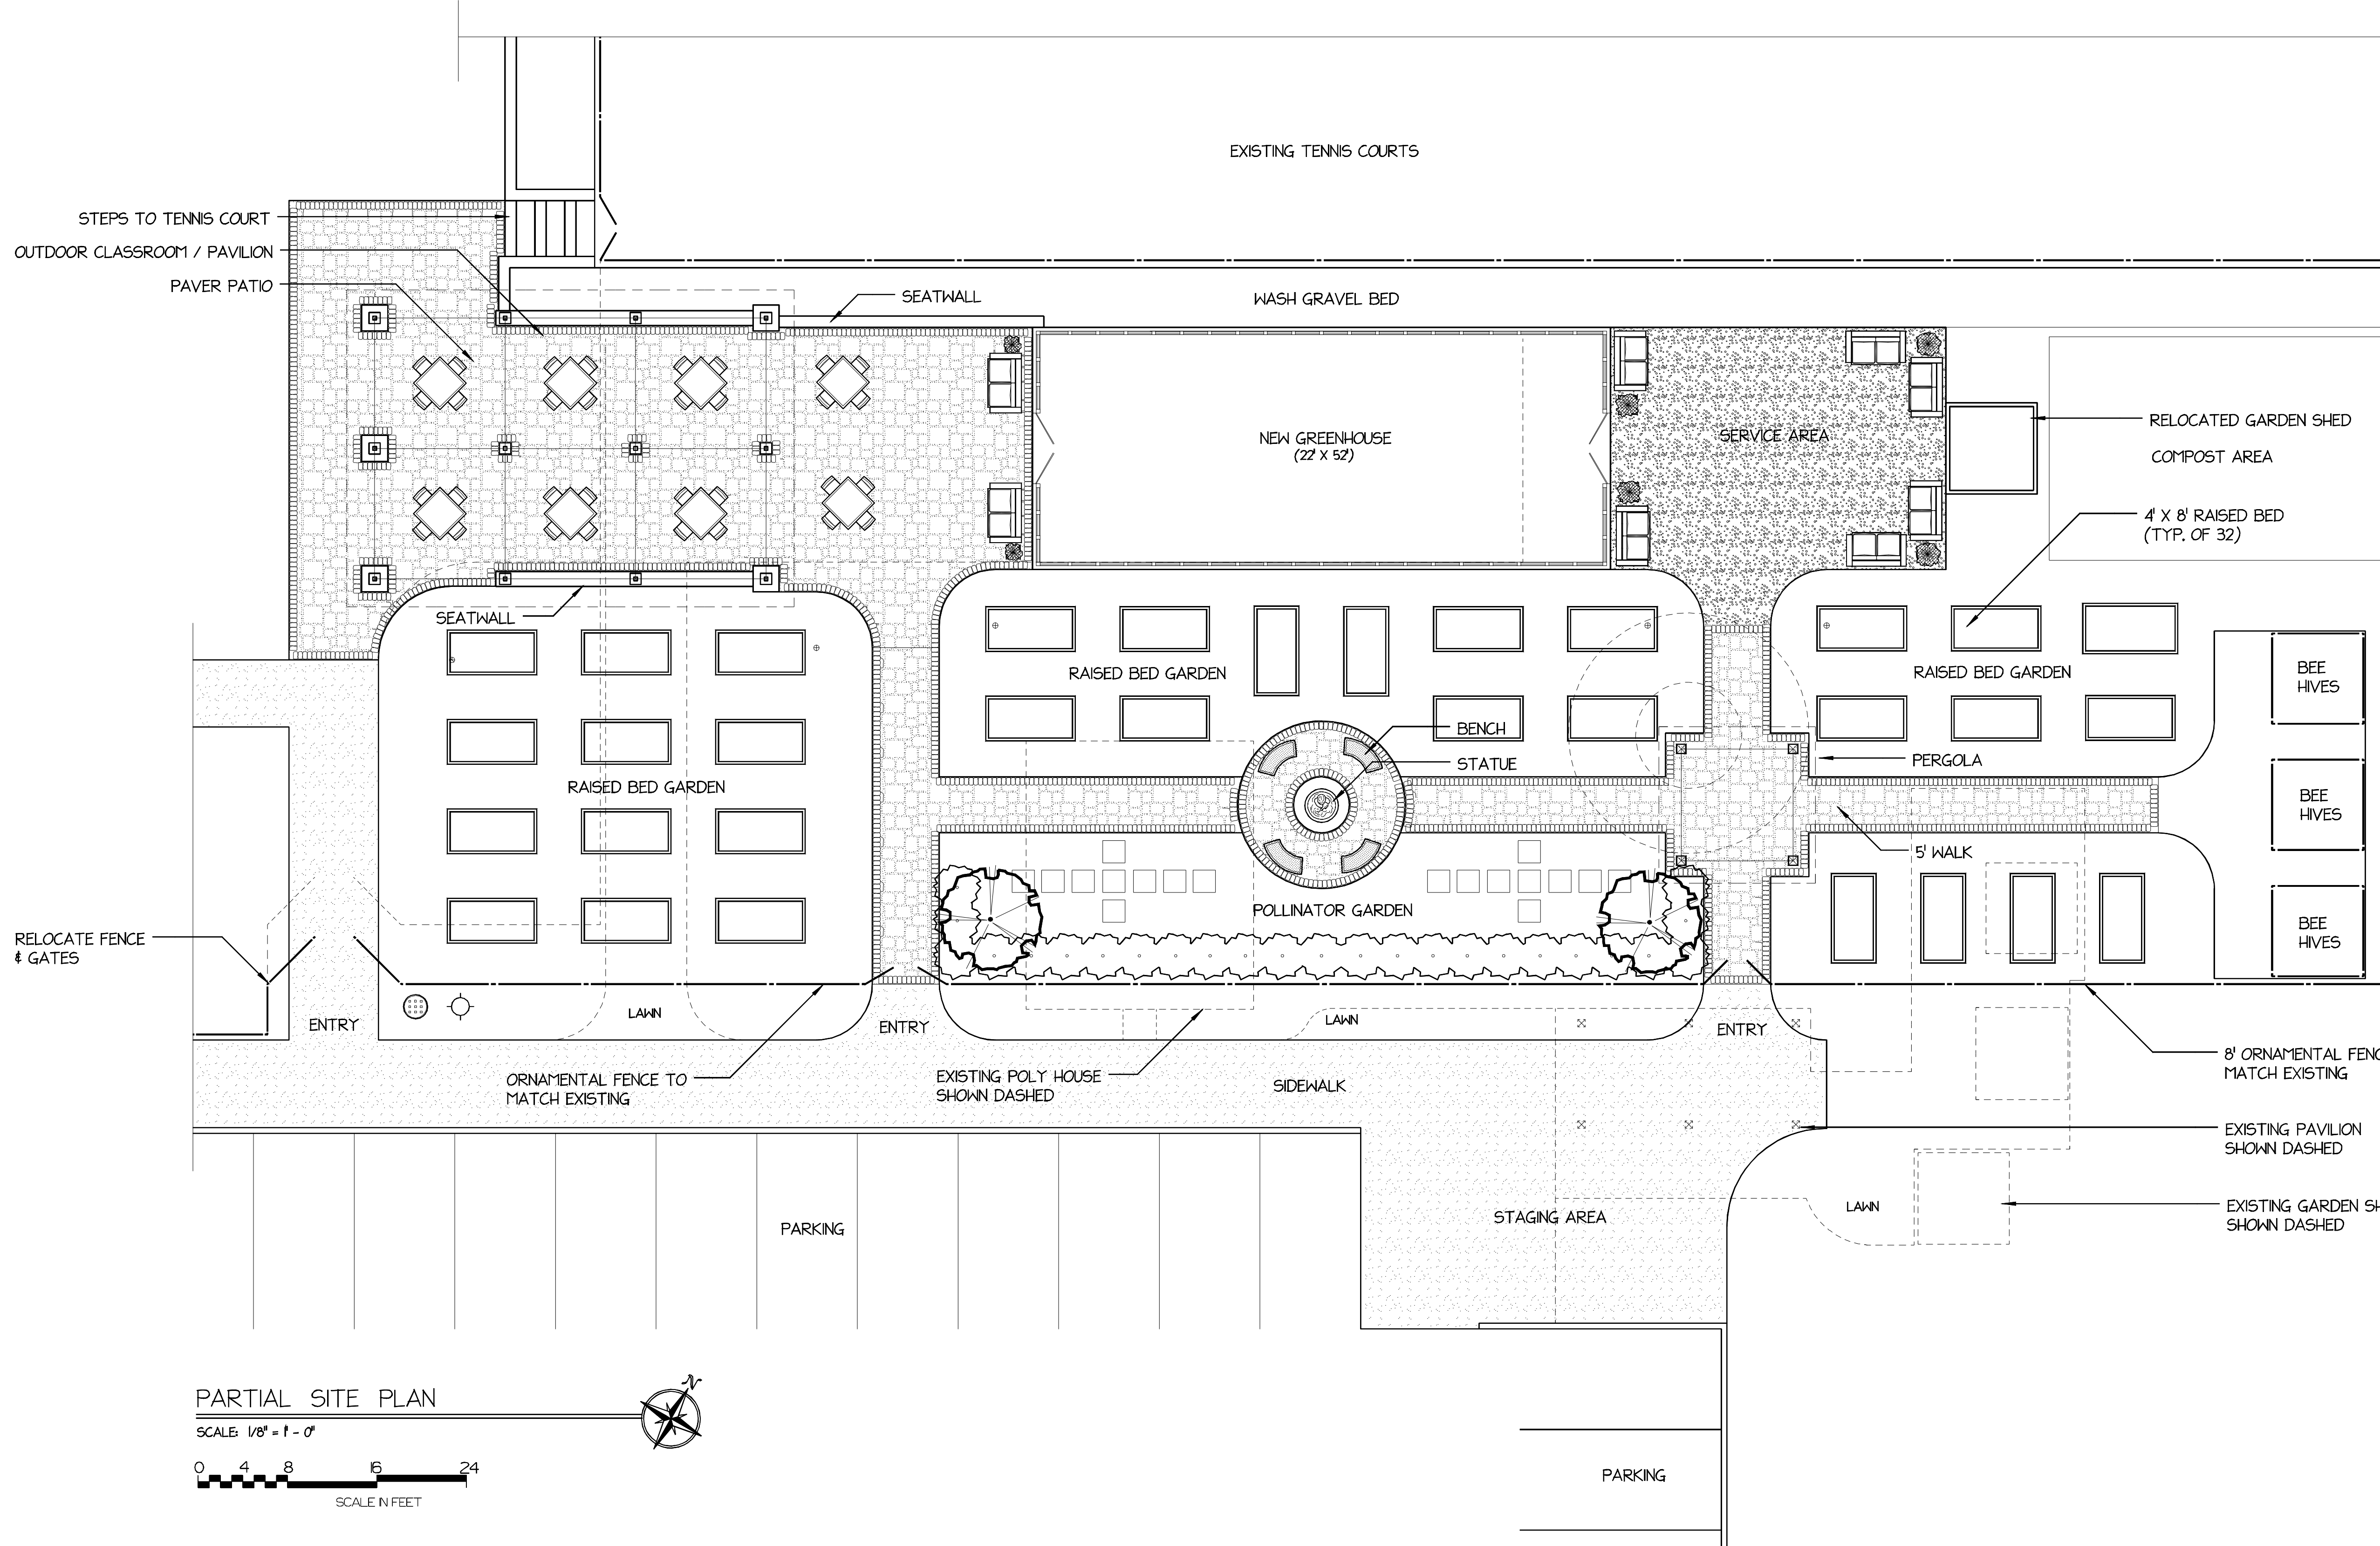 EXISTING TENNIS COURTS
STEPS TO TENNIS COURT
OUTDOOR CLASSROOM / PAVILION
PAVER PATIO
SEATWALL
WASH GRAVEL BED
NEW GREENHOUSE
(22' X 52')
SERVICE AREA
RELOCATED GARDEN SHED
COMPOST AREA
4' X 8' RAISED BED
(TYP. OF 32)
SEATWALL
RAISED BED GARDEN
RAISED BED GARDEN
BEE
HIVES
BENCH
STATUE
PERGOLA
RAISED BED GARDEN
BEE
HIVES
5' WALK
POLLINATOR GARDEN
BEE
HIVES
RELOCATE FENCE
& GATES
ENTRY
LAWN
ENTRY
LAWN
ENTRY
ORNAMENTAL FENCE TO
MATCH EXISTING
EXISTING POLY HOUSE
SHOWN DASHED
SIDEWALK
8' ORNAMENTAL FENC
MATCH EXISTING
EXISTING PAVILION
SHOWN DASHED
PARKING
STAGING AREA
LAWN
EXISTING GARDEN SH
SHOWN DASHED
PARTIAL SITE PLAN
N
SCALE: 1/8" = 1' - 0"
0 4 8 16 24
SCALE IN FEET
PARKING